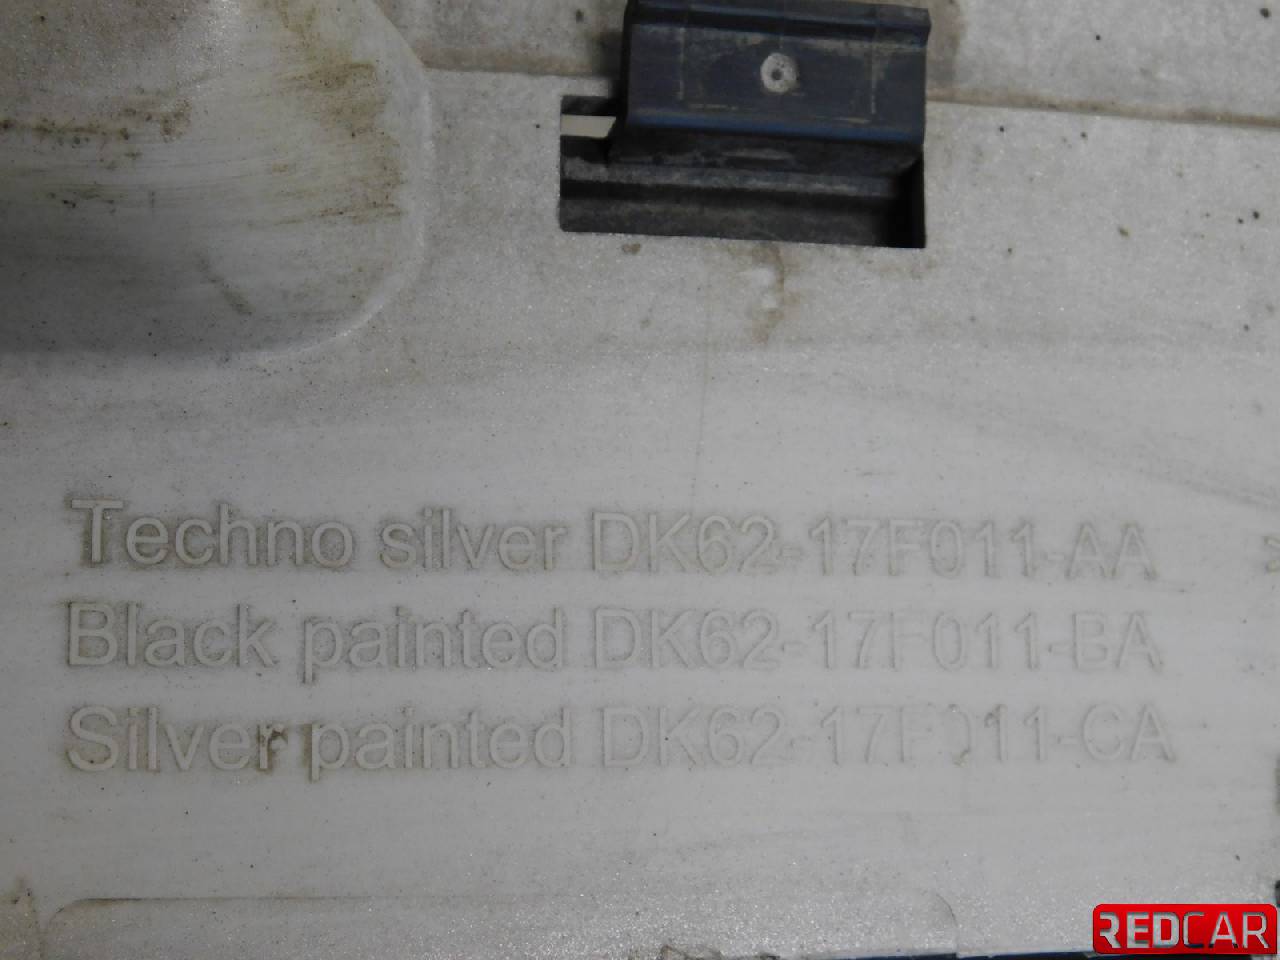 Techno silver DK62-17F011-AA
Black painted DK62-17F011-BA
Silver painted DK62-17F011-CA
REDCAR